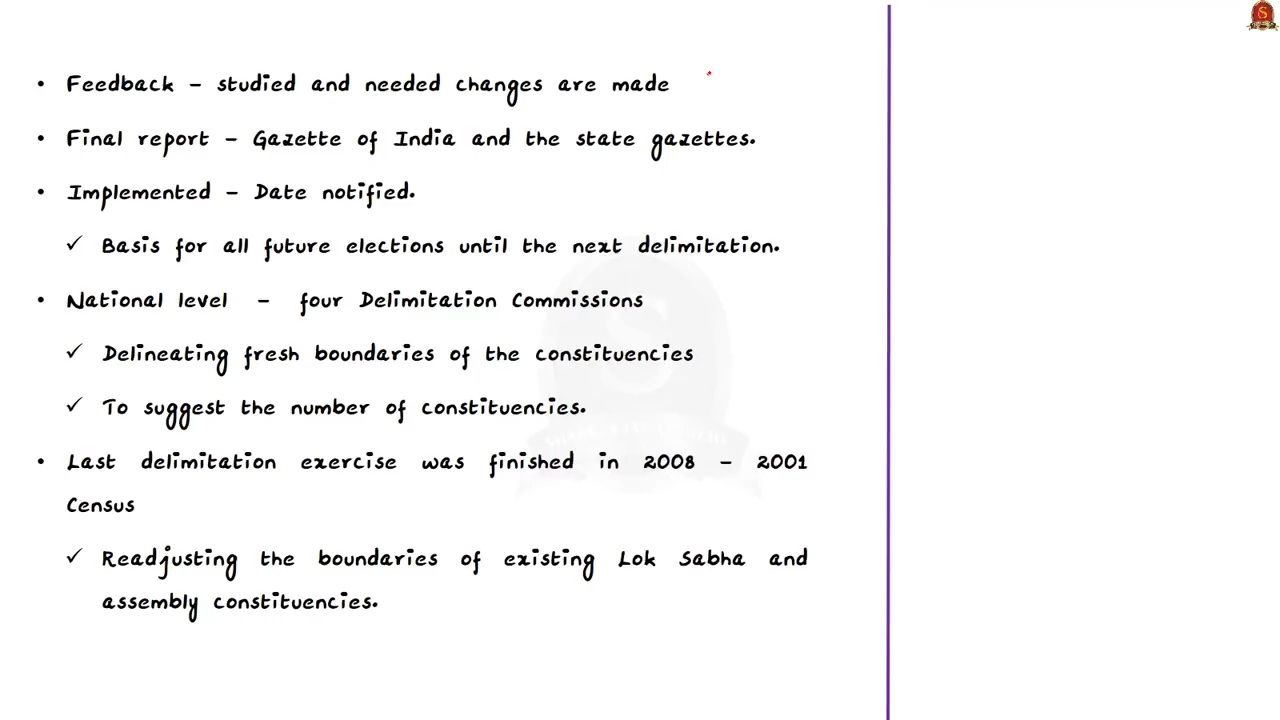 • Feedback – studied and needed changes are made
• Final report – Gazette of India and the state gazettes.
• Implemented – Date notified.
✓ Basis for all future elections until the next delimitation.
• National level – four Delimitation Commissions
✓ Delineating fresh boundaries of the constituencies
✓ To suggest the number of constituencies.
• Last delimitation exercise was finished in 2008 – 2001
Census
✓ Readjusting the boundaries of existing Lok Sabha and
assembly constituencies.